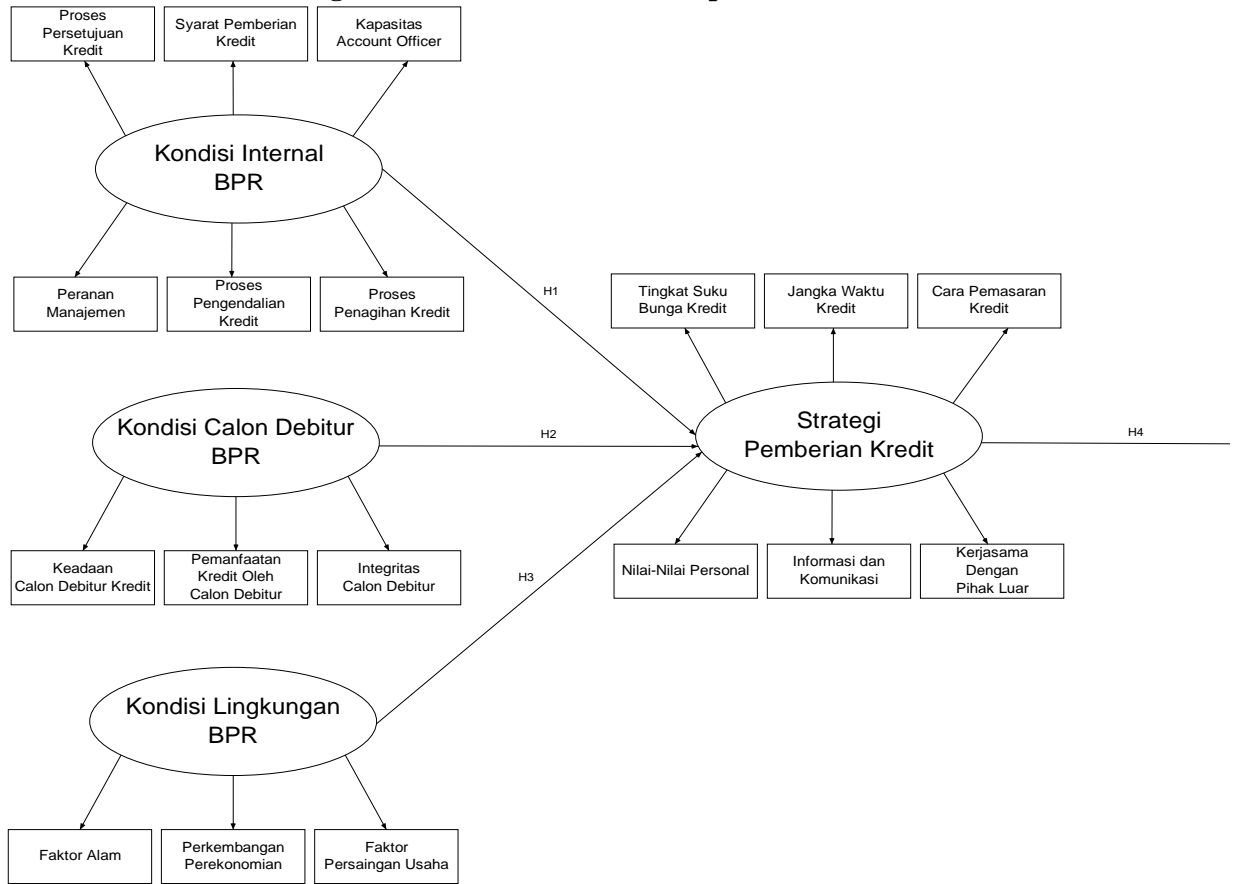 Proses
Persetujuan
Kredit
Syarat Pemberian
Kredit
Kapasitas
Account Officer
Kondisi Internal
BPR
Peranan
Manajemen
Proses
Pengendalian
Kredit
Proses
Penagihan Kredit
H1
Tingkat Suku
Bunga Kredit
Jangka Waktu
Kredit
Cara Pemasaran
Kredit
Kondisi Calon Debitur
BPR
H2
Strategi
Pemberian Kredit
H4
Keadaan
Calon Debitur Kredit
Pemanfaatan
Kredit Oleh
Calon Debitur
Integritas
Calon Debitur
H3
Nilai-Nilai Personal
Informasi dan
Komunikasi
Kerjasama
Dengan
Pihak Luar
Kondisi Lingkungan
BPR
Faktor Alam
Perkembangan
Perekonomian
Faktor
Persaingan Usaha